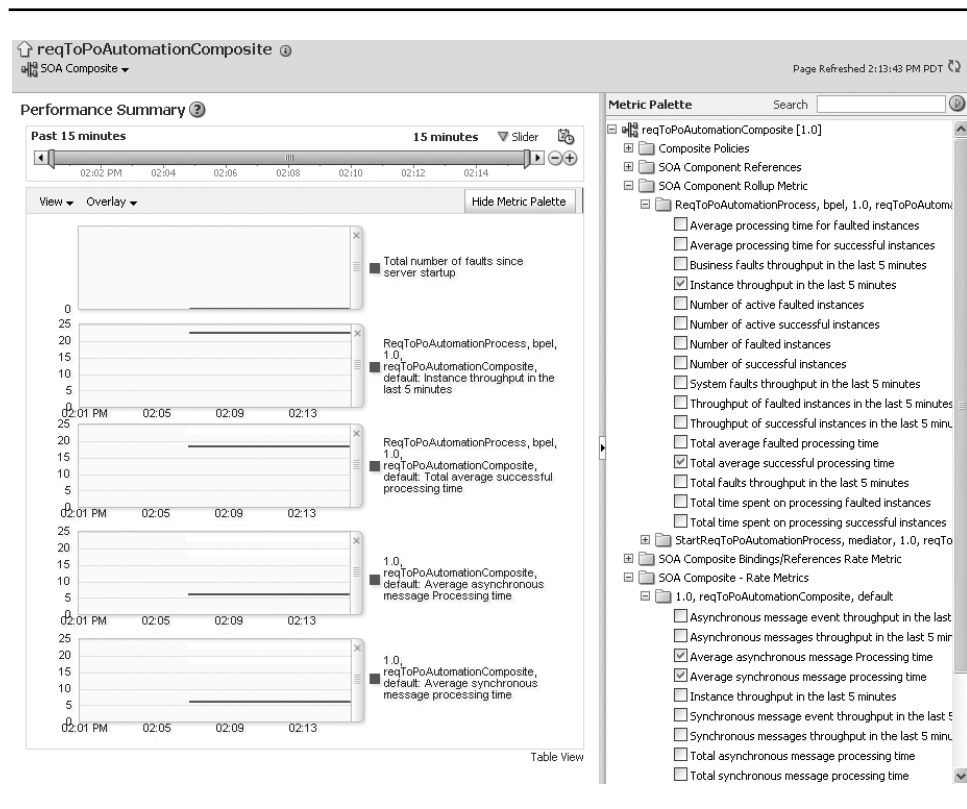 reqToPoAutomationComposite
SOA Composite
Page Refreshed 2:13:43 PM PDT
Performance Summary
Past 15 minutes
15 minutes
Slider
02:02 PM 02:04 02:06 02:08 02:10 02:12 02:14
View Overlay
Hide Metric Palette
0
Total number of faults since
server startup
25
20
15
10
5
0
02:01 PM 02:05 02:09 02:13
ReqToPoAutomationProcess, bpel,
1.0,
reqToPoAutomationComposite,
default: Instance throughput in the
last 5 minutes
25
20
15
10
5
0
02:01 PM 02:05 02:09 02:13
ReqToPoAutomationProcess, bpel,
1.0,
reqToPoAutomationComposite,
default: Total average successful
processing time
25
20
15
10
5
0
02:01 PM 02:05 02:09 02:13
1.0,
reqToPoAutomationComposite,
default: Average asynchronous
message Processing time
25
20
15
10
5
0
02:01 PM 02:05 02:09 02:13
1.0,
reqToPoAutomationComposite,
default: Average synchronous
message processing time
Table View
Metric Palette
Search
reqToPoAutomationComposite [1.0]
Composite Policies
SOA Component References
SOA Component Rollup Metric
ReqToPoAutomationProcess, bpel, 1.0, reqToPoAutoma
Average processing time for faulted instances
Average processing time for successful instances
Business faults throughput in the last 5 minutes
Instance throughput in the last 5 minutes
Number of active faulted instances
Number of active successful instances
Number of faulted instances
Number of successful instances
System faults throughput in the last 5 minutes
Throughput of faulted instances in the last 5 minutes
Throughput of successful instances in the last 5 minu
Total average faulted processing time
Total average successful processing time
Total faults throughput in the last 5 minutes
Total time spent on processing faulted instances
Total time spent on processing successful instances
StartReqToPoAutomationProcess, mediator, 1.0, reqTo
SOA Composite Bindings/References Rate Metric
SOA Composite - Rate Metrics
1.0, reqToPoAutomationComposite, default
Asynchronous message event throughput in the last
Asynchronous messages throughput in the last 5 min
Average asynchronous message Processing time
Average synchronous message processing time
Instance throughput in the last 5 minutes
Synchronous message event throughput in the last 5
Synchronous messages throughput in the last 5 minu
Total asynchronous message processing time
Total synchronous message processing time